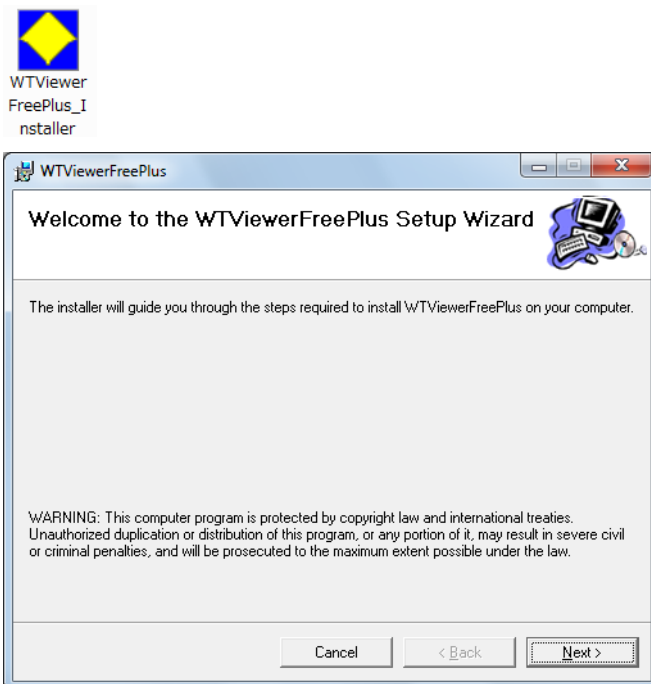 WTViewer
FreePlus_I
nstaller
WTViewerFreePlus
Welcome to the WTViewerFreePlus Setup Wizard
The installer will guide you through the steps required to install WTViewerFreePlus on your computer.
WARNING: This computer program is protected by copyright law and international treaties.
Unauthorized duplication or distribution of this program, or any portion of it, may result in severe civil
or criminal penalties, and will be prosecuted to the maximum extent possible under the law.
Cancel
< Back
Next >